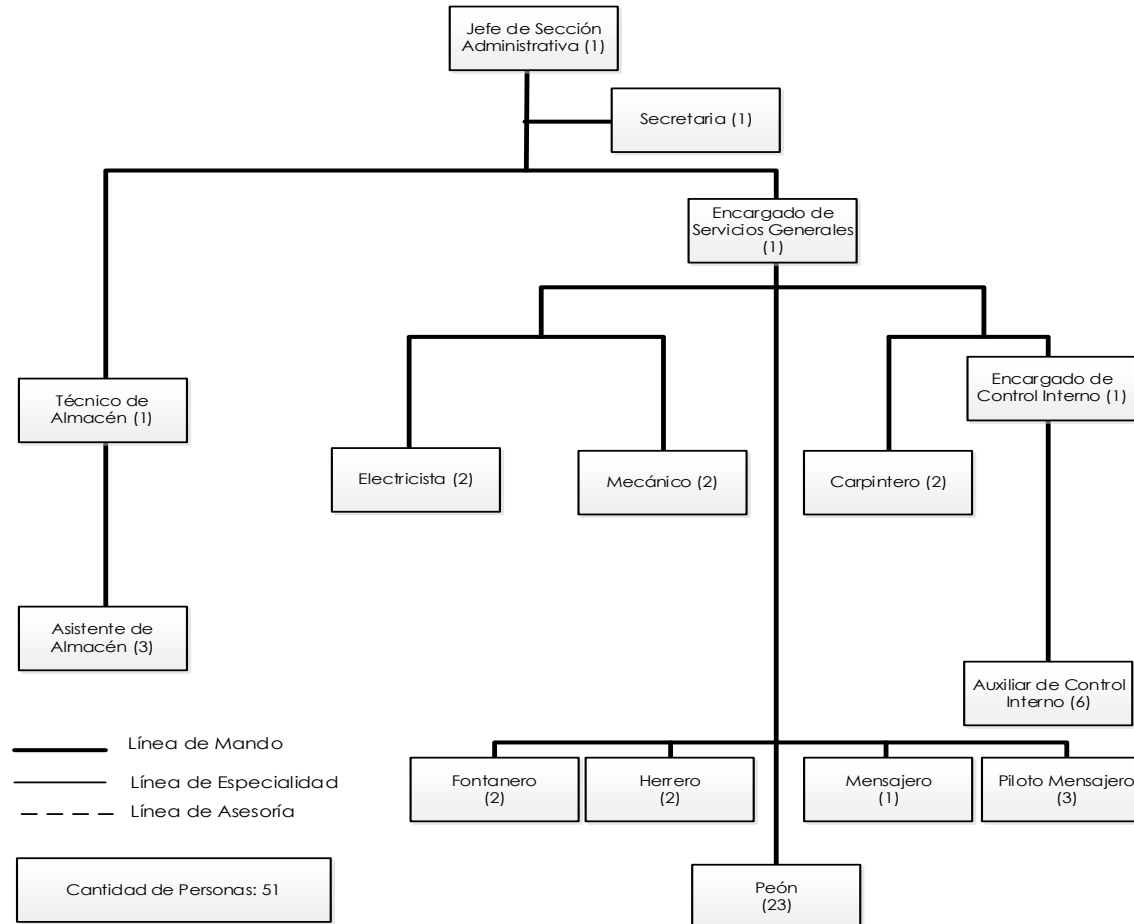 Jefe de Sección
Administrativa (1)
Secretaria (1)
Encargado de
Servicios Generales
(1)
Técnico de
Almacén (1)
Encargado de
Control Interno (1)
Electricista (2)
Mecánico (2)
Carpintero (2)
Asistente de
Almacén (3)
Auxiliar de Control
Interno (6)
Línea de Mando
Línea de Especialidad
Línea de Asesoría
Fontanero
(2)
Herrero
(2)
Mensajero
(1)
Piloto Mensajero
(3)
Cantidad de Personas: 51
Peón
(23)